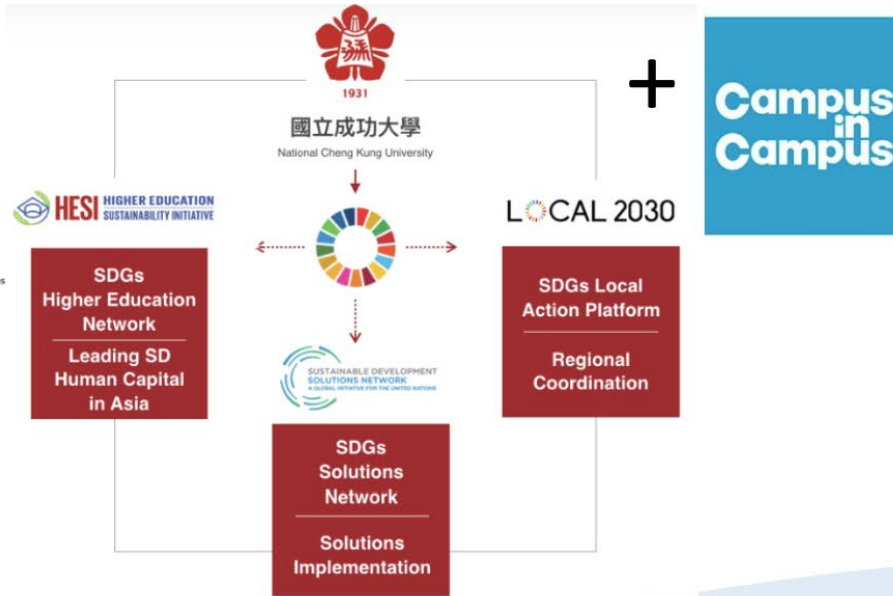 1931
國立成功大學
National Cheng Kung University
+
Campus
in
Campus
HESI HIGHER EDUCATION
SUSTAINABILITY INITIATIVE
LOCAL 2030
SDGs
Higher Education
Network
Leading SD
Human Capital
in Asia
SUSTAINABLE DEVELOPMENT
SOLUTIONS NETWORK
A GLOBAL INITIATIVE FOR THE UNITED NATIONS
SDGs
Solutions
Network
Solutions
Implementation
SDGs Local
Action Platform
Regional
Coordination